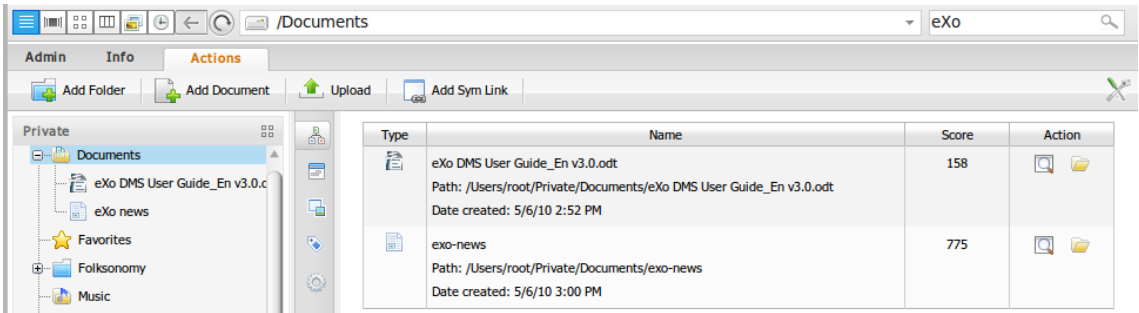 /Documents
eXo
Admin Info Actions
Add Folder Add Document Upload Add Sym Link
Private
Documents
eXo DMS User Guide_En v3.0.c
eXo news
Favorites
Folksonomy
Music
Type Name Score Action
eXo DMS User Guide_En v3.0.odt 158
Path: /Users/root/Private/Documents/eXo DMS User Guide_En v3.0.odt
Date created: 5/6/10 2:52 PM
exo-news 775
Path: /Users/root/Private/Documents/exo-news
Date created: 5/6/10 3:00 PM